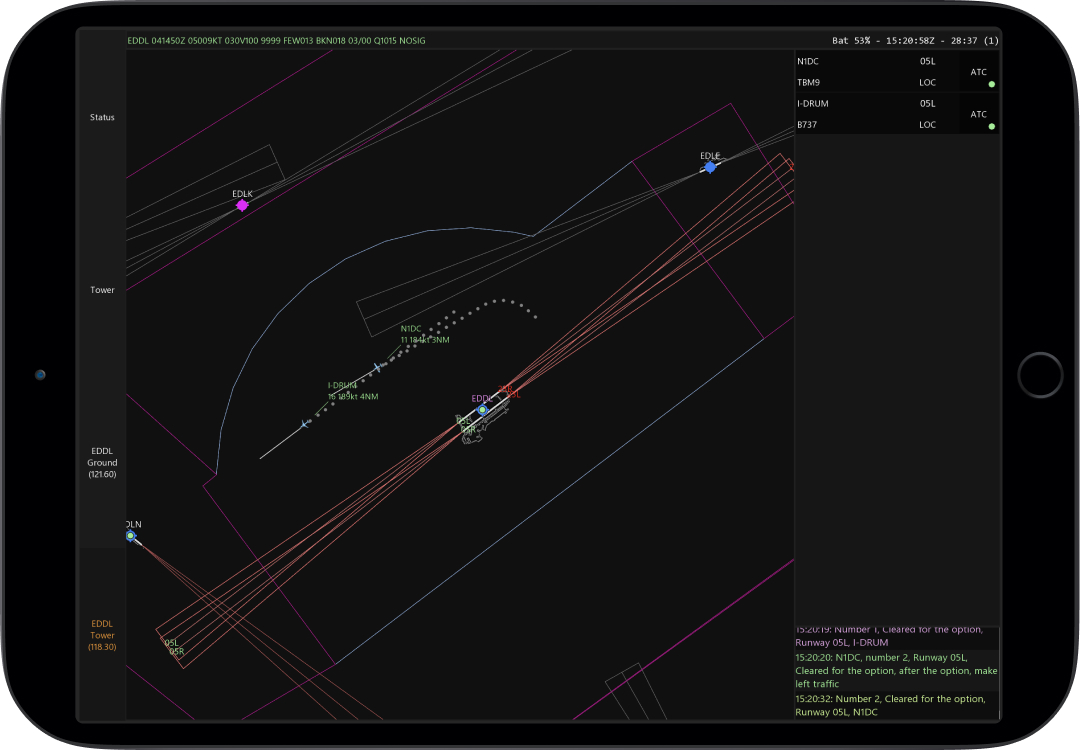 EDDL 041450Z 05009KT 030V100 9999 FEW013 BKN018 03/00 Q1015 NOSIG
Bat 53% - 15:20:58Z - 28:37 (1)
Status
Tower
EDDL
Ground
(121.60)
EDDL
Tower
(118.30)
EDLK
EDLE
N1DC
11 184kt 3NM
I-DRUM
16 189kt 4NM
EDDL
23R
23L
05L
05R
DLN
05L
05R
N1DC 05L
ATC
TBM9 LOC
I-DRUM 05L
ATC
B737 LOC
15:20:19: Number 1, Cleared for the option,
Runway 05L, I-DRUM
15:20:20: N1DC, number 2, Runway 05L,
Cleared for the option, after the option, make
left traffic
15:20:32: Number 2, Cleared for the option,
Runway 05L, N1DC